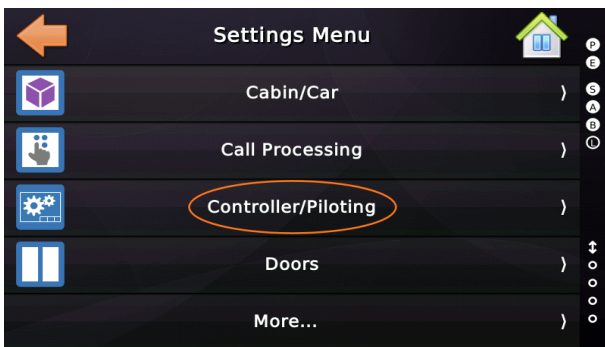 Settings Menu
Cabin/Car
Call Processing
Controller/Piloting
Doors
More...
P
E
S
A
B
L